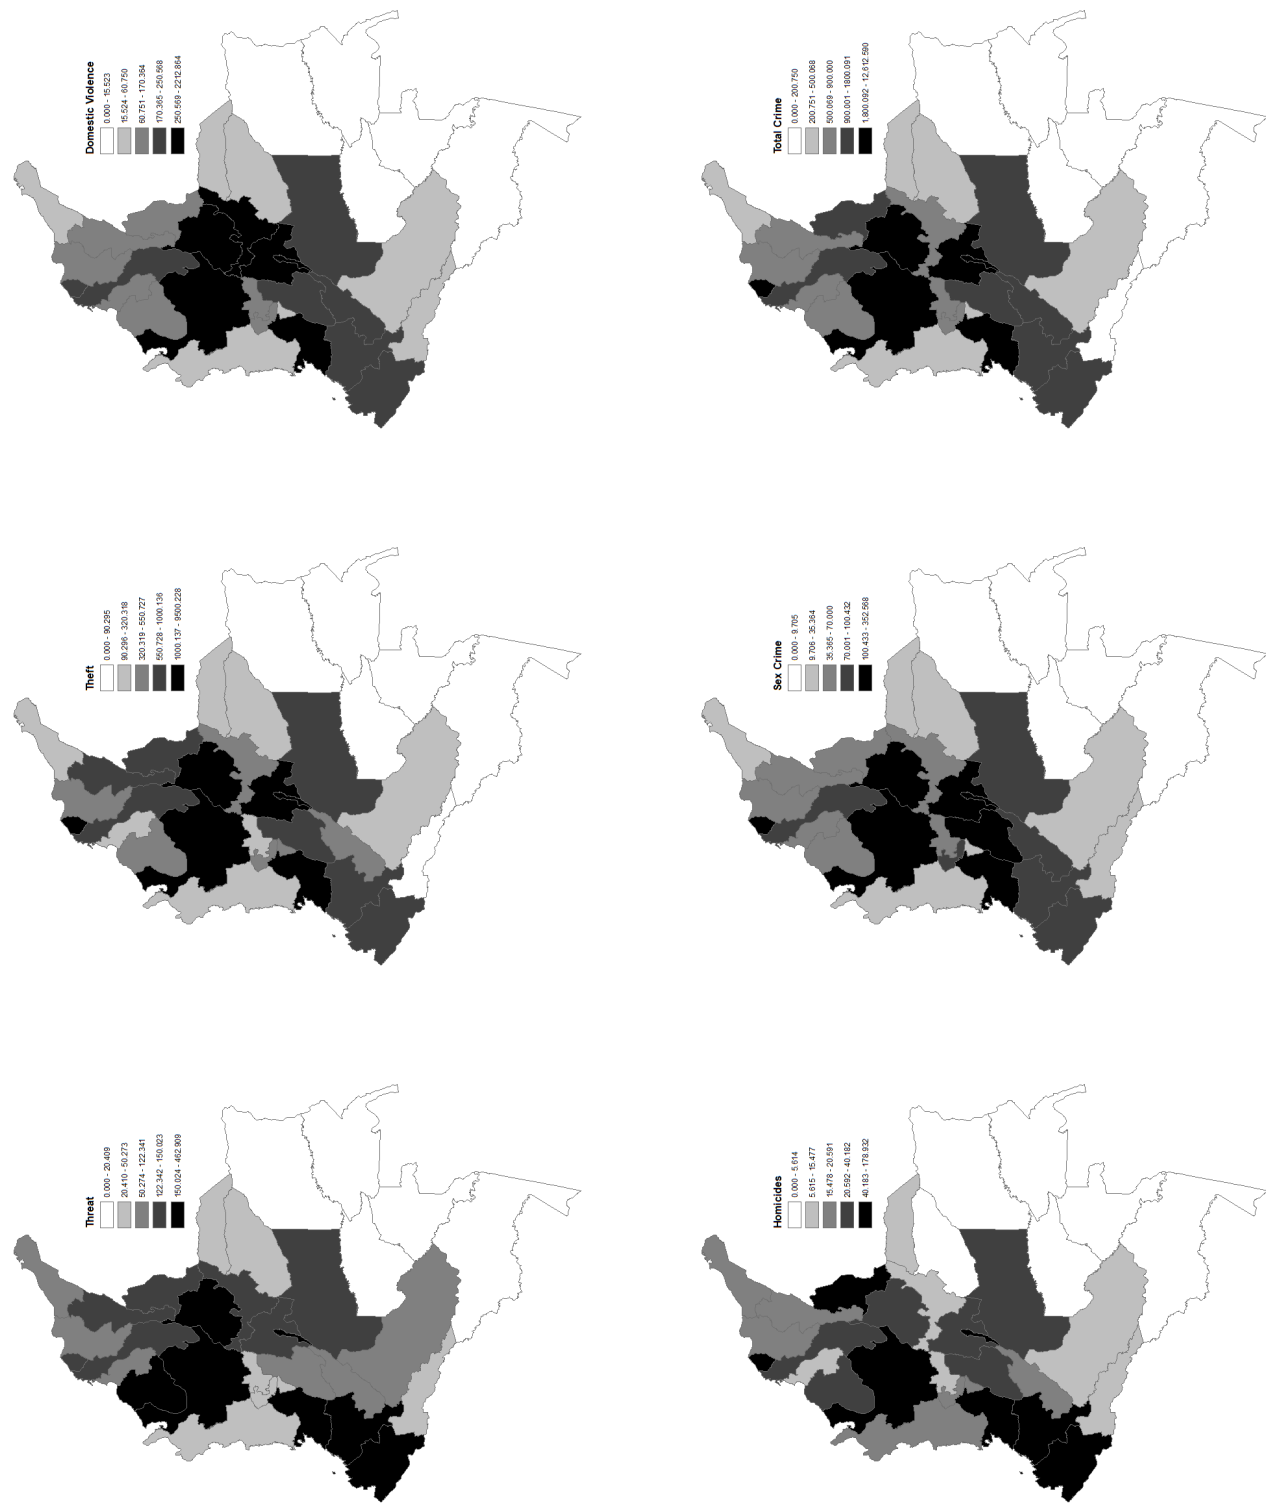 Domestic Violence
0.000 - 15.523
15.524 - 60.750
60.751 - 170.364
170.365 - 250.568
250.569 - 2212.864
Total Crime
0.000 - 200.750
200.751 - 500.068
500.069 - 900.000
900.001 - 1800.091
1,800.092 - 12,612.590
Theft
0.000 - 90.295
90.296 - 320.318
320.319 - 550.727
550.728 - 1000.136
1000.137 - 9500.228
Sex Crime
0.000 - 9.705
9.706 - 35.364
35.365 - 70.000
70.001 - 100.432
100.433 - 352.568
Threat
0.000 - 20.409
20.410 - 50.273
50.274 - 122.341
122.342 - 150.023
150.024 - 462.909
Homicides
0.000 - 5.614
5.615 - 15.477
15.478 - 20.591
20.592 - 40.182
40.183 - 178.932